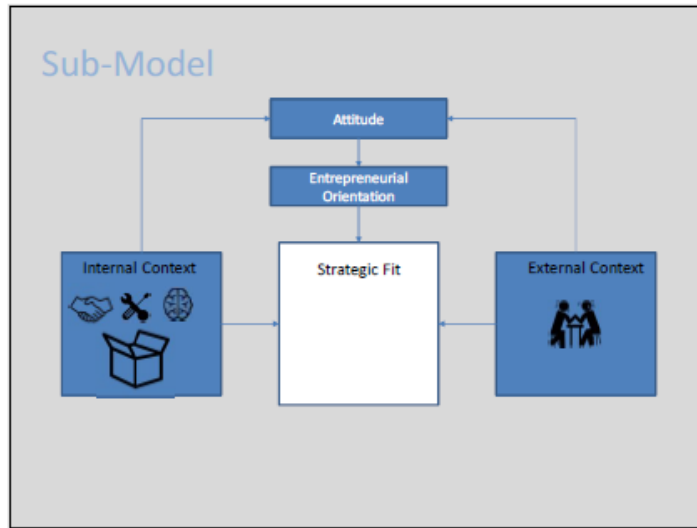 Sub-Model
Attitude
Entrepreneurial
Orientation
Internal Context
Strategic Fit
External Context